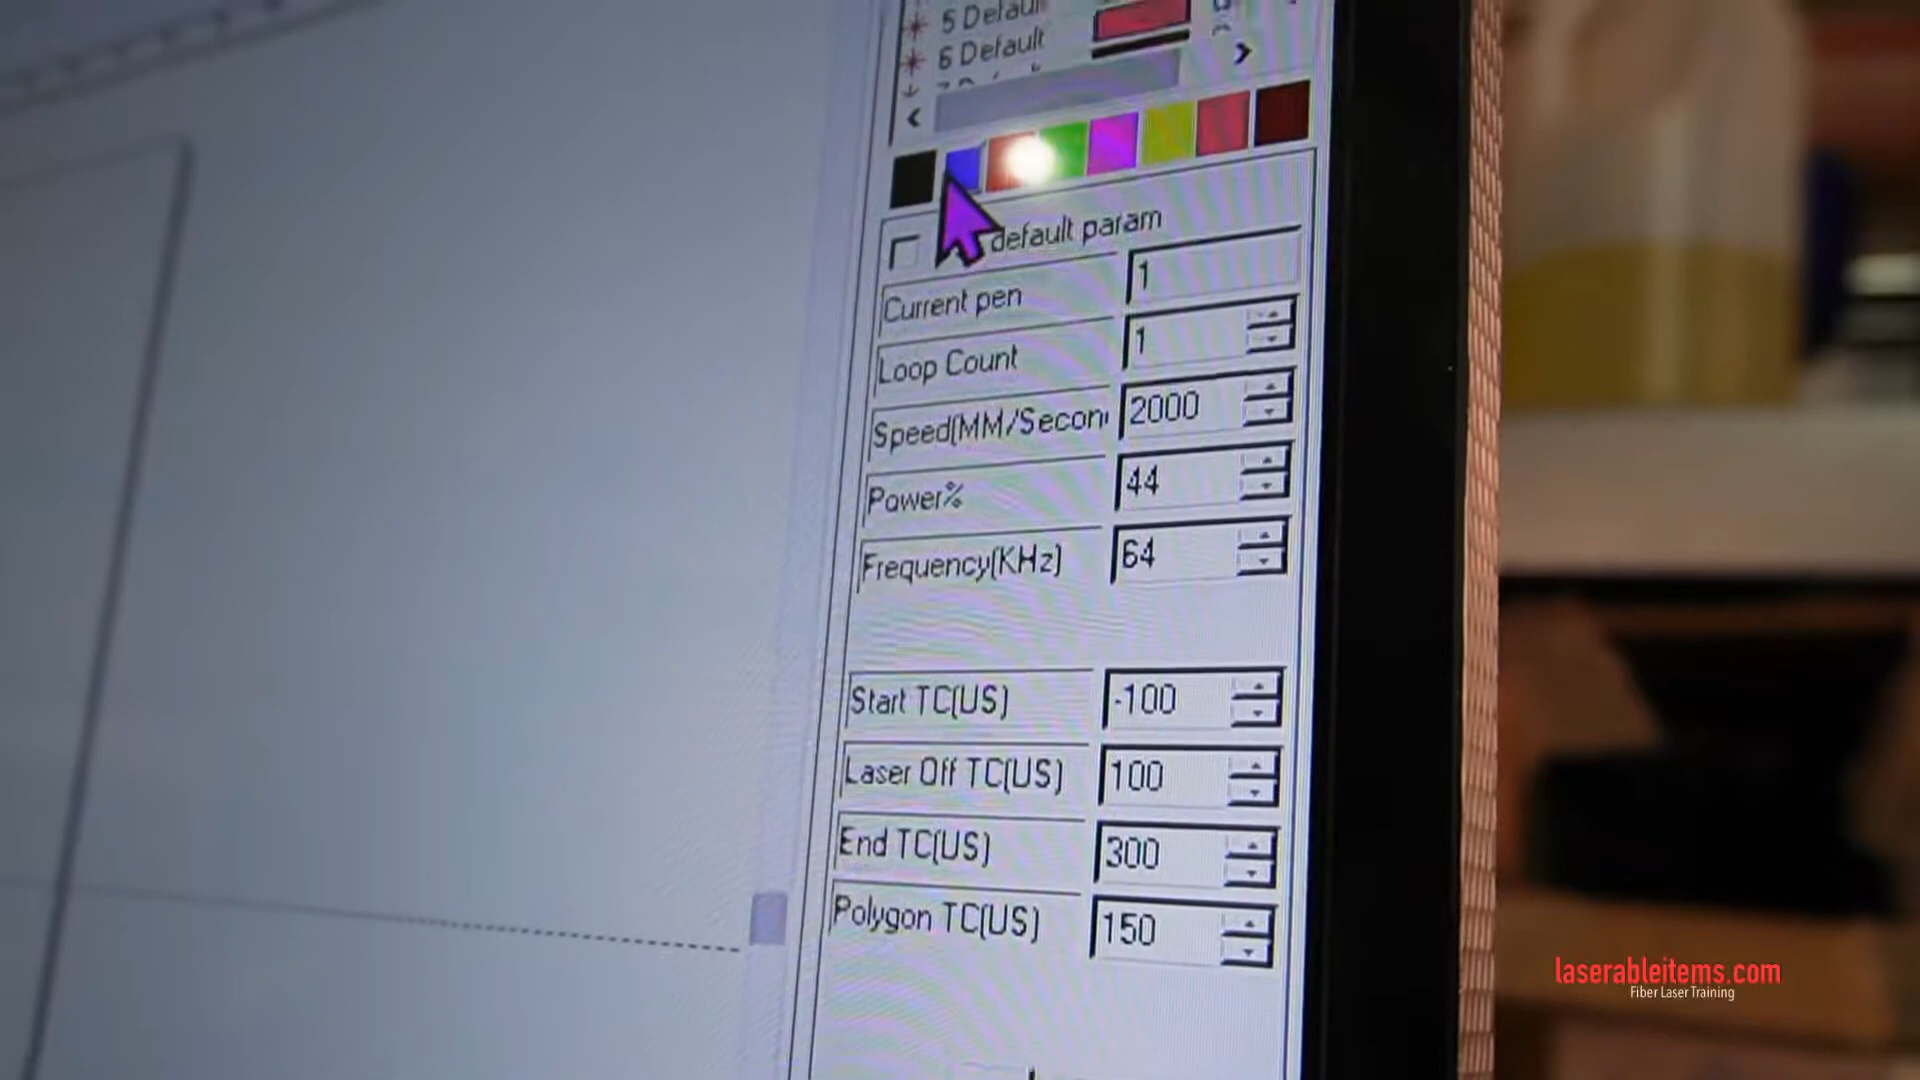 5 Default
6 Default
default param
Current pen 1
Loop Count 1
Speed(MM/Secon 2000
Power% 44
Frequency(KHz) 64
Start TC(US) -100
Laser Off TC(US) 100
End TC(US) 300
Polygon TC(US) 150
laserableitems.com
Fiber Laser Training